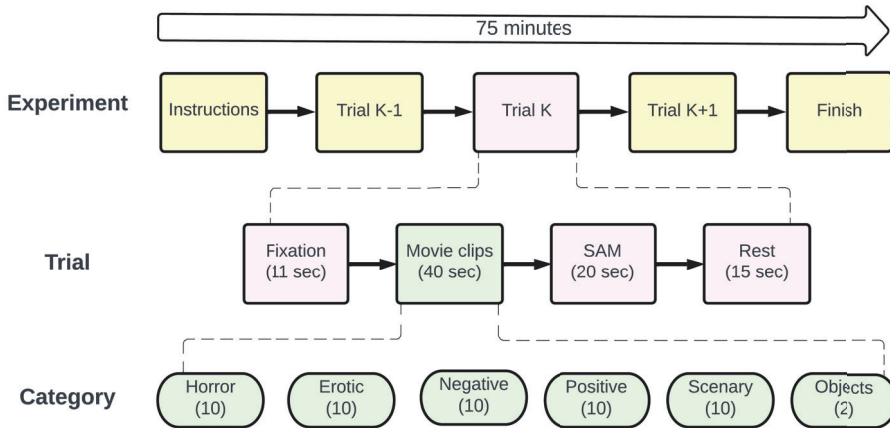 75 minutes
Experiment
Instructions
Trial K-1
Trial K
Trial K+1
Finish
Trial
Fixation
(11 sec)
Movie clips
(40 sec)
SAM
(20 sec)
Rest
(15 sec)
Category
Horror
(10)
Erotic
(10)
Negative
(10)
Positive
(10)
Scenary
(10)
Objects
(2)